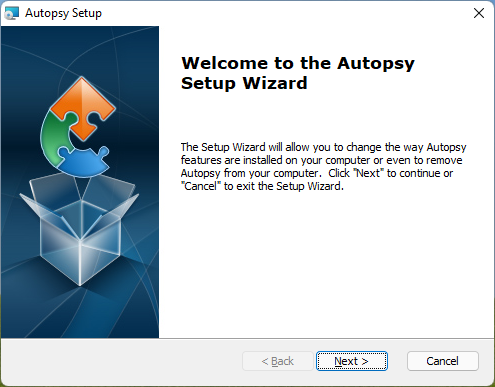 Autopsy Setup
Welcome to the Autopsy
Setup Wizard
The Setup Wizard will allow you to change the way Autopsy
features are installed on your computer or even to remove
Autopsy from your computer.  Click "Next" to continue or
"Cancel" to exit the Setup Wizard.
< Back
Next >
Cancel